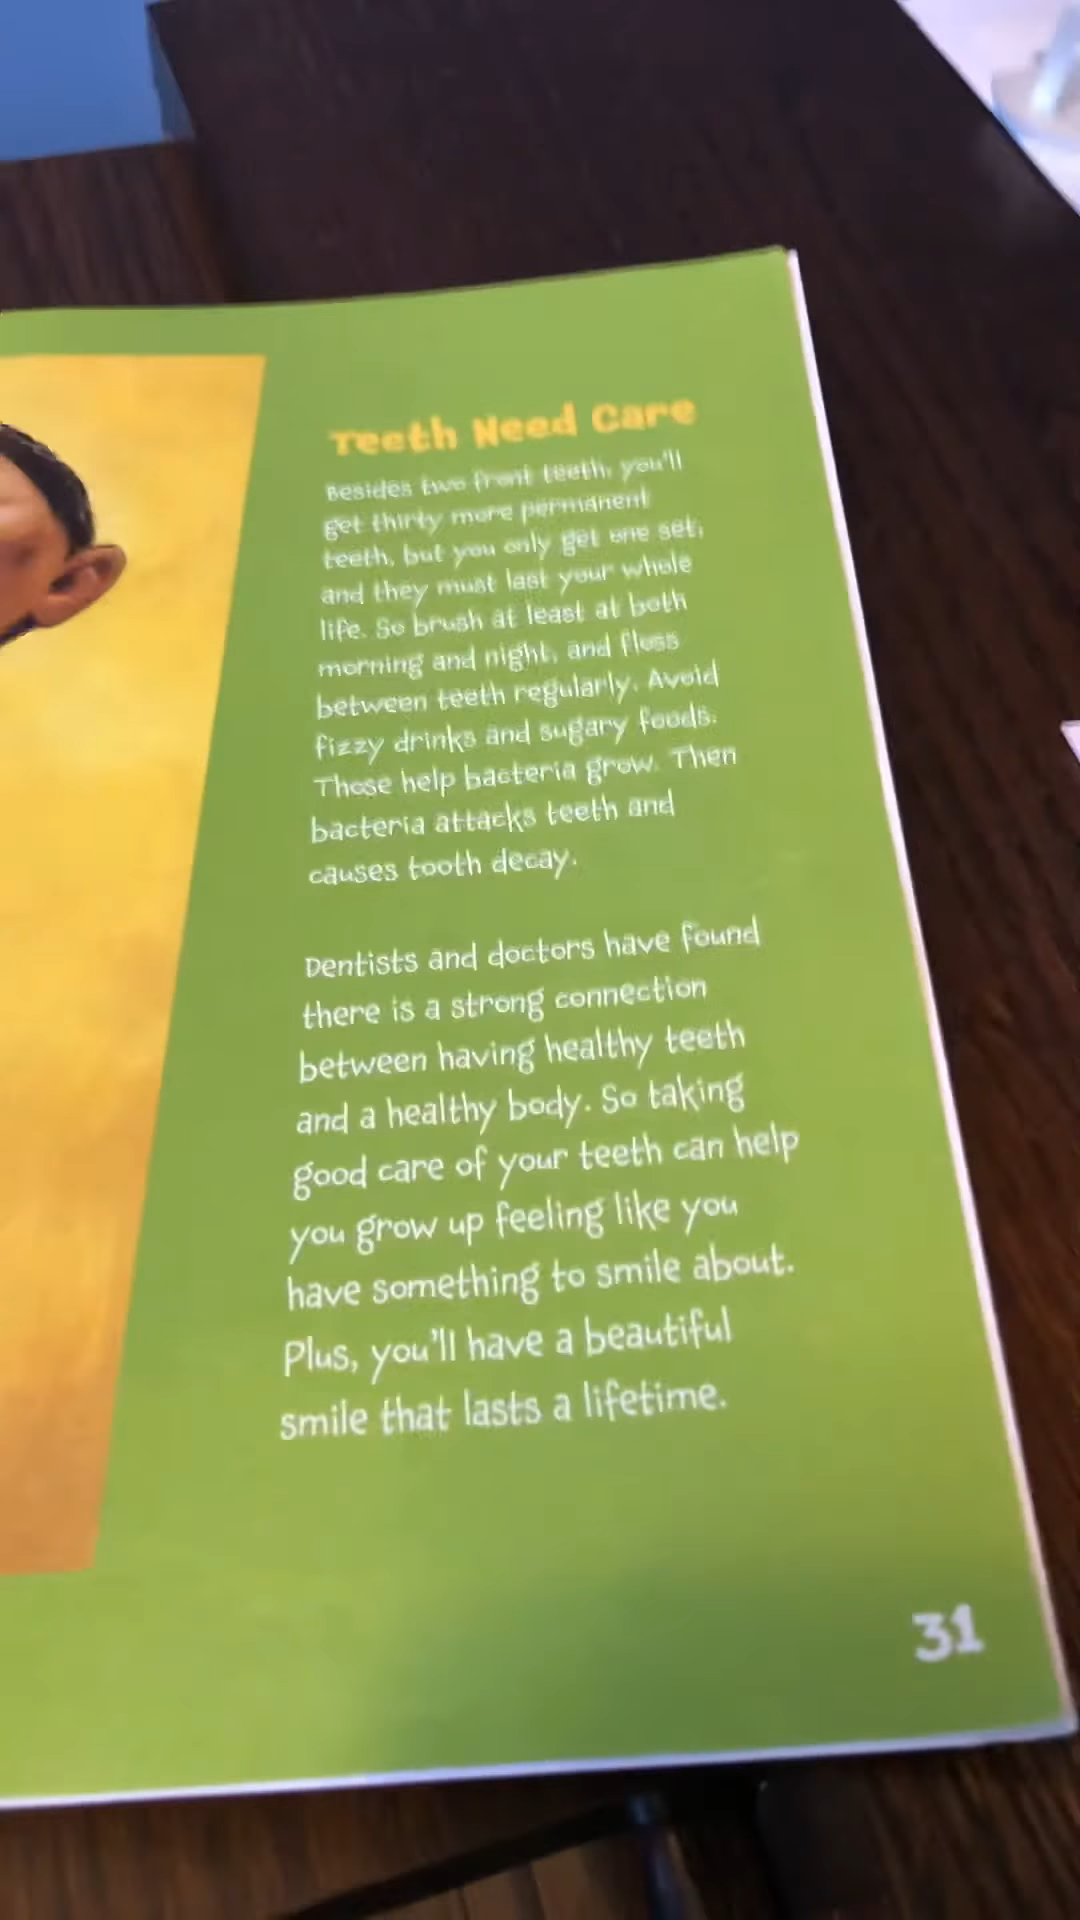 Teeth Need Care
Besides two front teeth, you'll
get thirty more permanent
teeth, but you only get one set,
and they must last your whole
life. So brush at least at both
morning and night, and floss
between teeth regularly. Avoid
fizzy drinks and sugary foods.
Those help bacteria grow. Then
bacteria attacks teeth and
causes tooth decay.
Dentists and doctors have found
there is a strong connection
between having healthy teeth
and a healthy body. So taking
good care of your teeth can help
you grow up feeling like you
have something to smile about.
Plus, you'll have a beautiful
smile that lasts a lifetime.
31